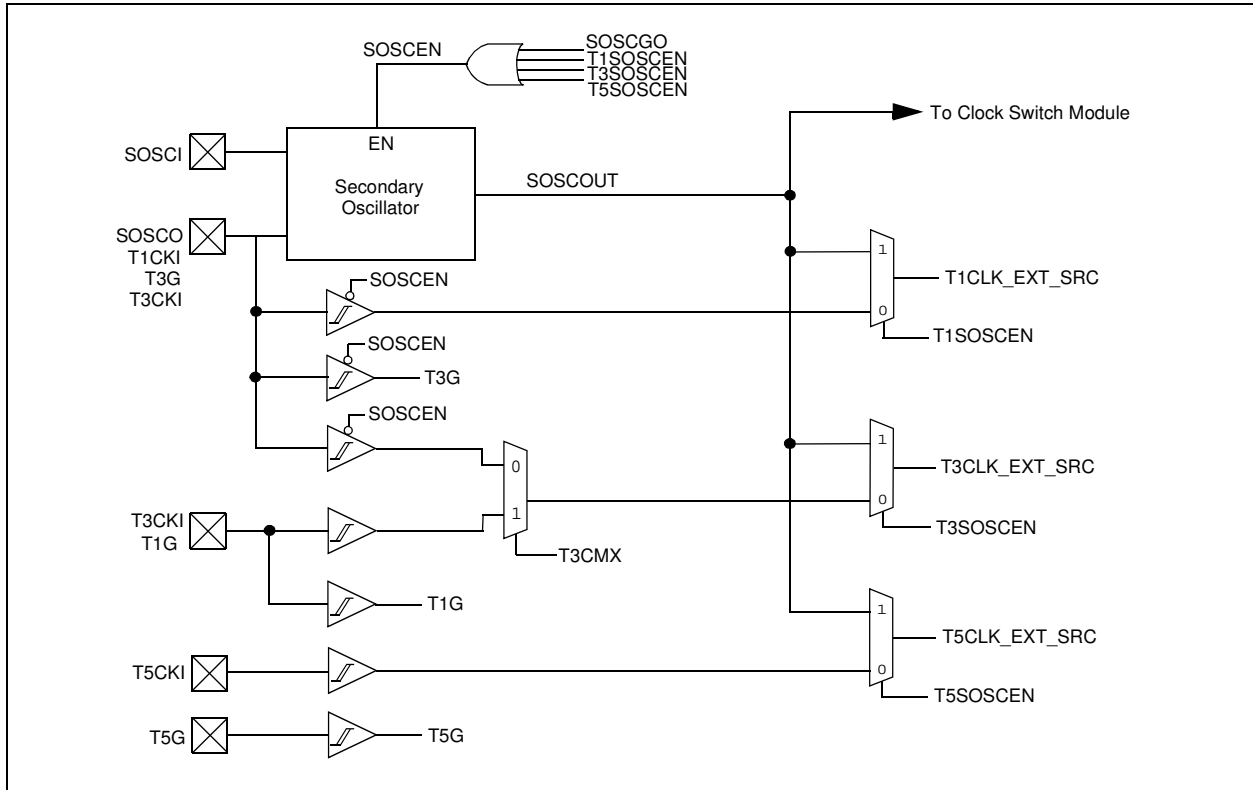 SOSCEN
SOSCGO
T1SOSCEN
T3SOSCEN
T5SOSCEN
To Clock Switch Module
EN
SOSCI
Secondary
Oscillator
SOSCOUT
SOSCO
T1CKI
T3G
T3CKI
1
SOSCEN
T1CLK_EXT_SRC
0
T1SOSCEN
SOSCEN
T3G
SOSCEN
1
0
T3CLK_EXT_SRC
0
T3CKI
T1G
1
T3SOSCEN
T3CMX
T1G
1
T5CLK_EXT_SRC
T5CKI
0
T5SOSCEN
T5G
T5G